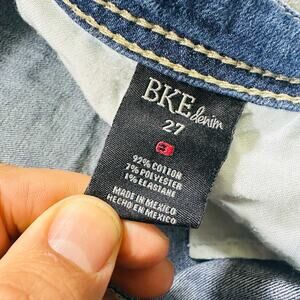 BKE denim
27
92% COTTON
7% POLYESTER
1% ELASTANE
MADE IN MEXICO
HECHO EN MEXICO